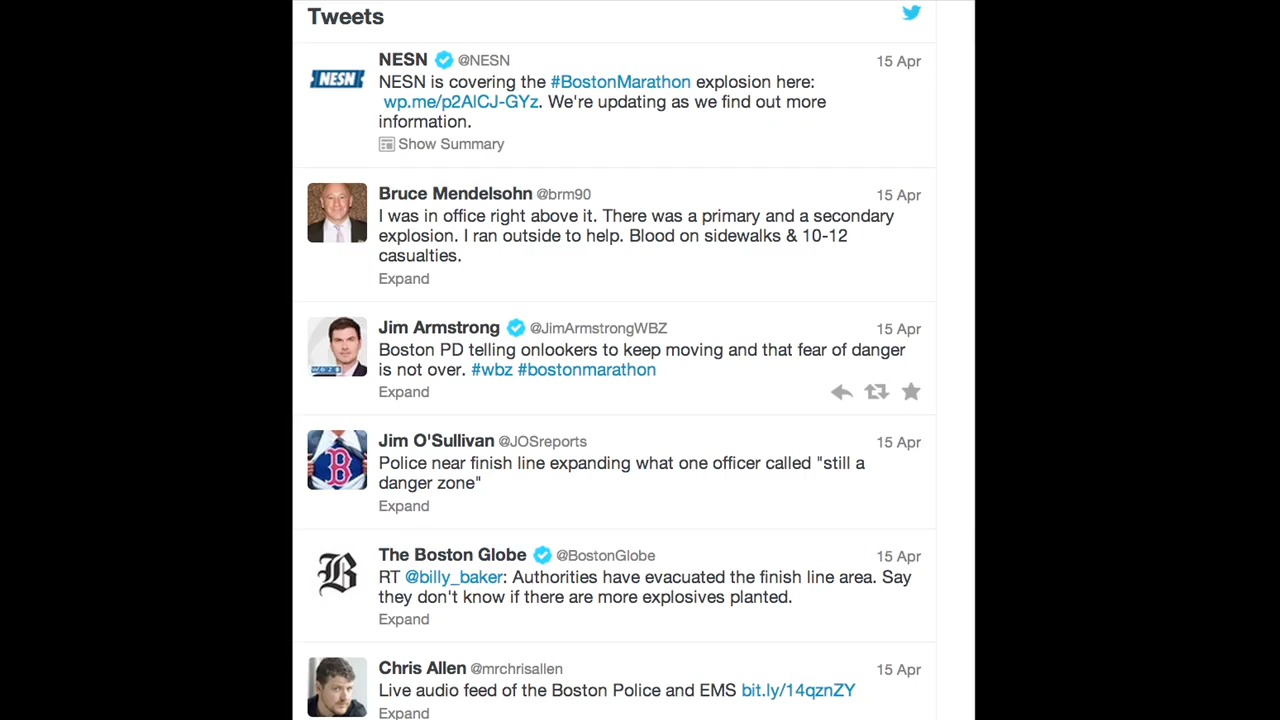 Tweets
NESN @NESN 15 Apr
NESN
NESN is covering the #BostonMarathon explosion here:
wp.me/p2AlCJ-GYz. We're updating as we find out more
information.
Show Summary
Bruce Mendelsohn @brm90 15 Apr
I was in office right above it. There was a primary and a secondary
explosion. I ran outside to help. Blood on sidewalks & 10-12
casualties.
Expand
Jim Armstrong @JimArmstrongWBZ 15 Apr
Boston PD telling onlookers to keep moving and that fear of danger
is not over. #wbz #bostonmarathon
WBZ
Expand
Jim O'Sullivan @JOSreports 15 Apr
Police near finish line expanding what one officer called "still a
danger zone"
B
Expand
The Boston Globe @BostonGlobe 15 Apr
B
RT @billy_baker: Authorities have evacuated the finish line area. Say
they don't know if there are more explosives planted.
Expand
Chris Allen @mrchrisallen 15 Apr
Live audio feed of the Boston Police and EMS bit.ly/14qznZY
Expand